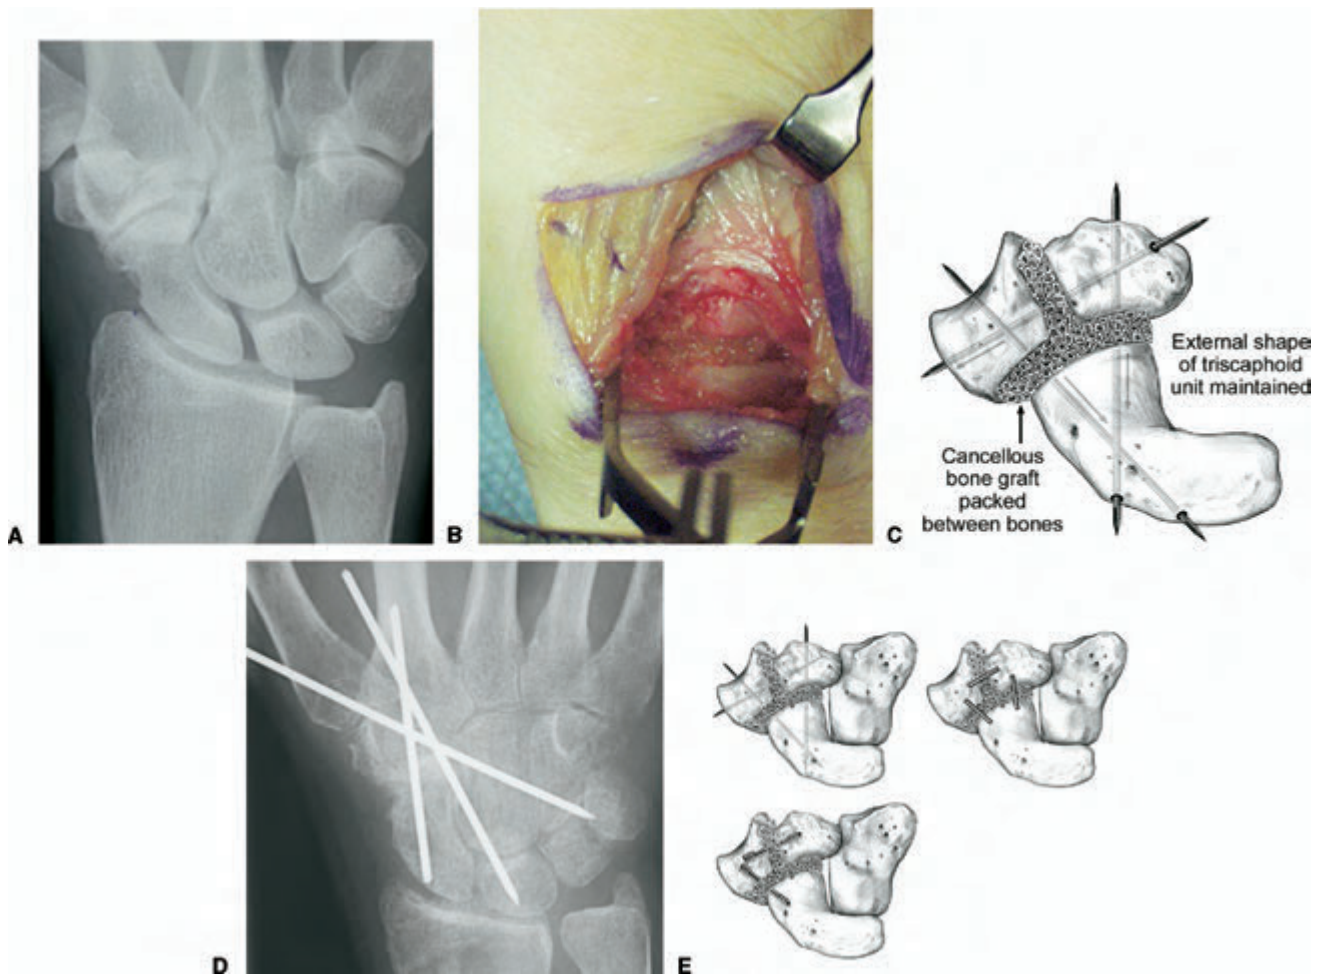 External shape
of triscaphoid
unit maintained
Cancellous
bone graft
packed
between bones
A
B
C
D
E